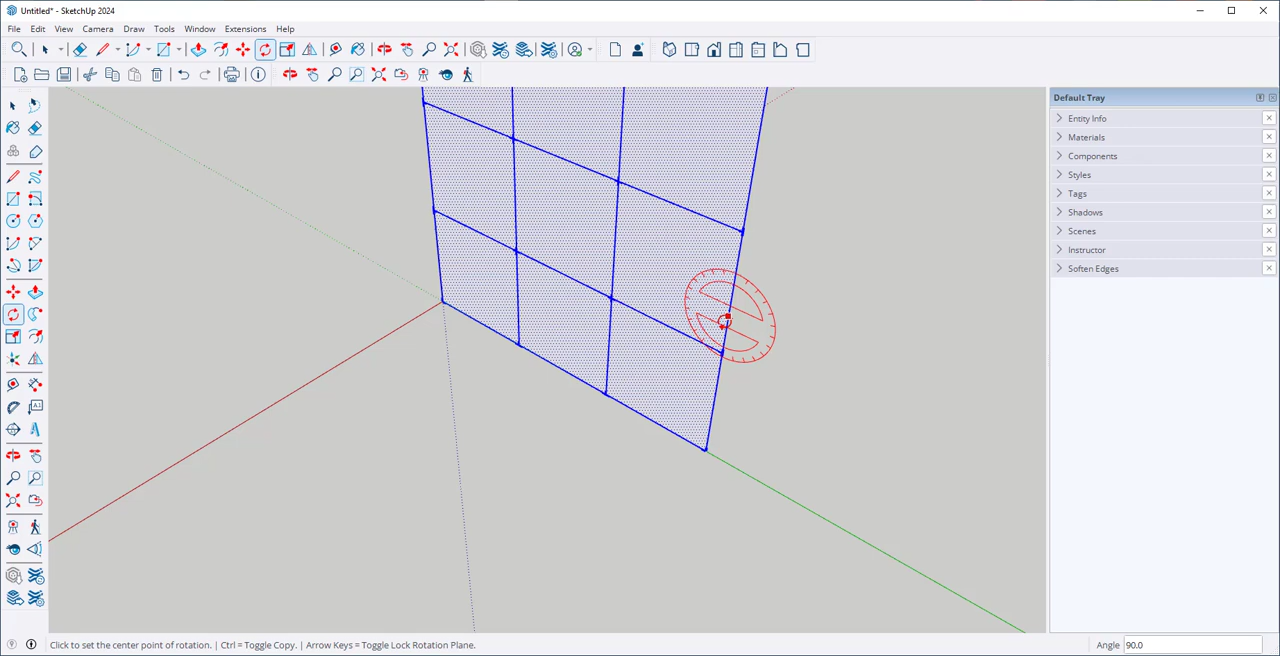 Untitled* - SketchUp 2024
File Edit View Camera Draw Tools Window Extensions Help
Default Tray
Entity Info
Materials
Components
Styles
Tags
Shadows
Scenes
Instructor
Soften Edges
Click to set the center point of rotation. | Ctrl = Toggle Copy. | Arrow Keys = Toggle Lock Rotation Plane.
Angle 90.0